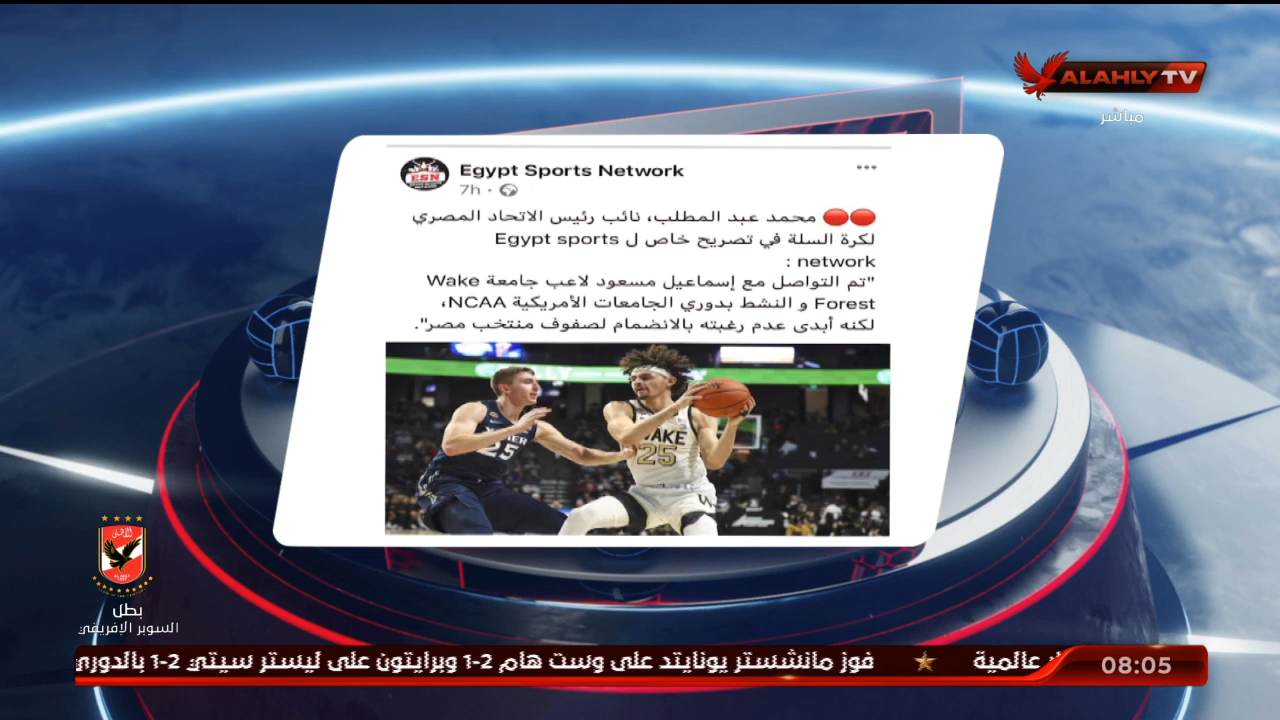 ALAHLY TV
مباشر
ESN
Egypt Sports Network
7h
محمد عبد المطلب، نائب رئيس الاتحاد المصري
لكرة السلة في تصريح خاص ل Egypt sports
network :
"تم التواصل مع إسماعيل مسعود لاعب جامعة Wake
Forest و النشط بدوري الجامعات الأمريكية NCAA،
لكنه أبدى عدم رغبته بالانضمام لصفوف منتخب مصر".
25
WAKE
25
بطل
السوبر الإفريقي
عالمية
فوز مانشستر يونايتد على وست هام 2-1 وبرايتون على ليستر سيتي 2-1 بالدوري
08:05